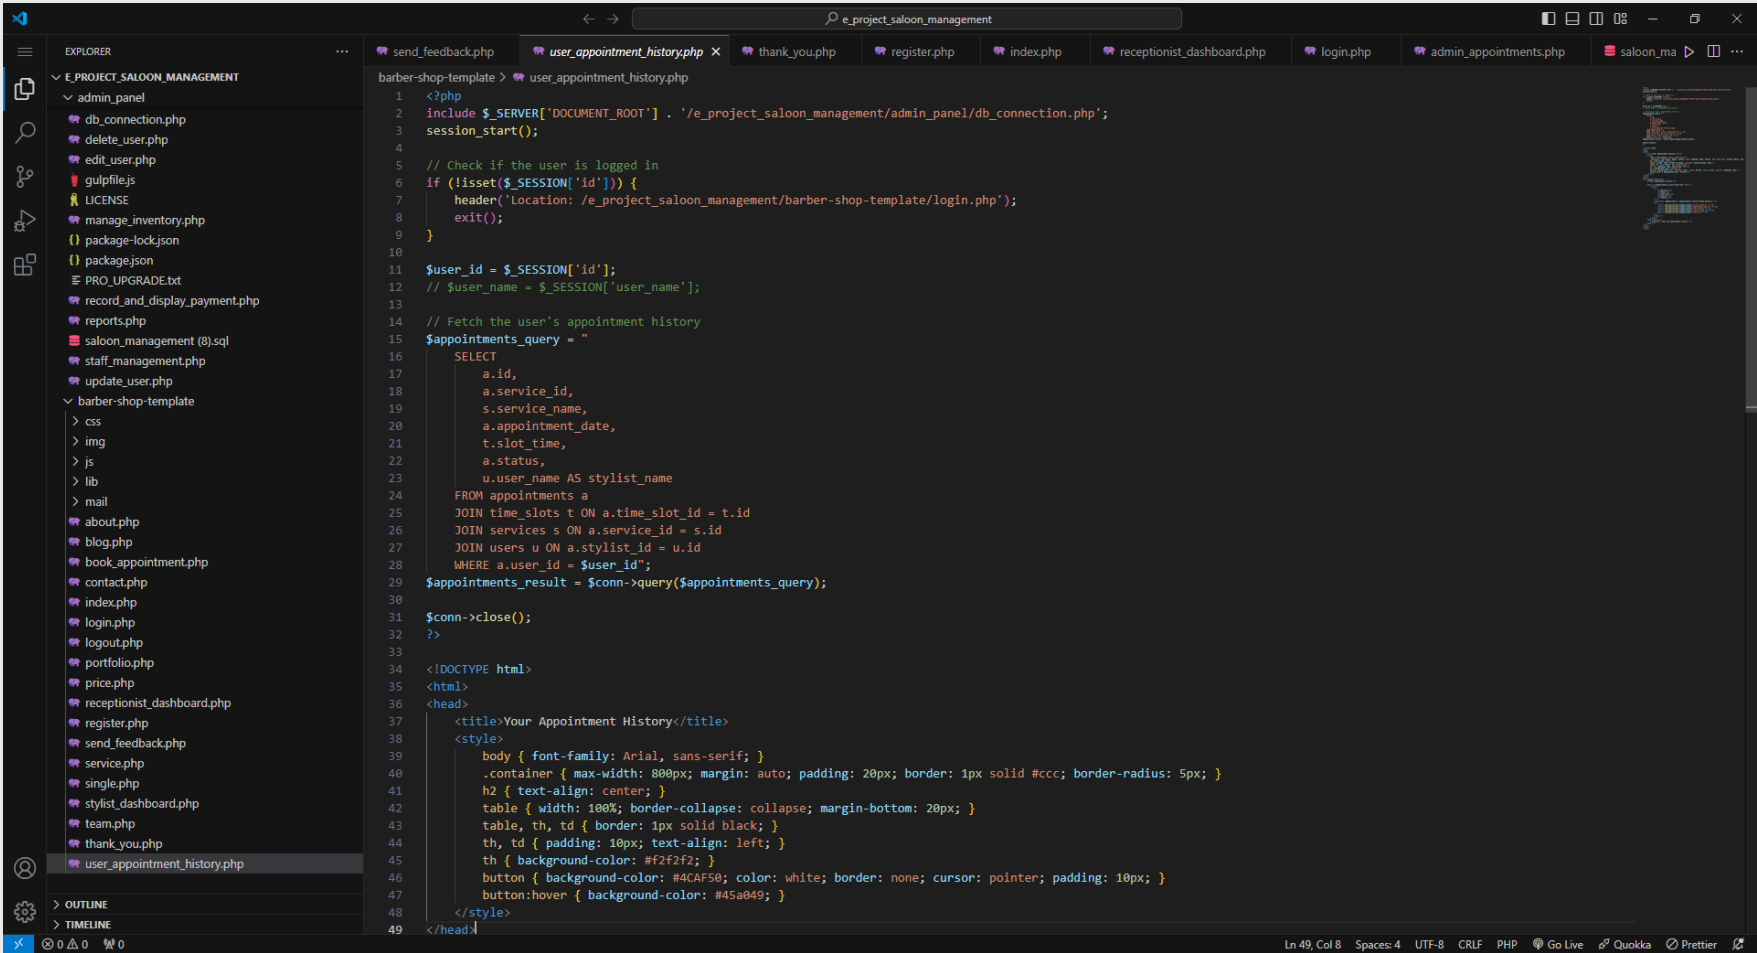 e_project_saloon_management
EXPLORER
E_PROJECT_SALOON_MANAGEMENT
admin_panel
db_connection.php
delete_user.php
edit_user.php
gulpfile.js
LICENSE
manage_inventory.php
package-lock.json
package.json
PRO_UPGRADE.txt
record_and_display_payment.php
reports.php
saloon_management (8).sql
staff_management.php
update_user.php
barber-shop-template
css
img
js
lib
mail
about.php
blog.php
book_appointment.php
contact.php
index.php
login.php
logout.php
portfolio.php
price.php
receptionist_dashboard.php
register.php
send_feedback.php
service.php
single.php
stylist_dashboard.php
team.php
thank_you.php
user_appointment_history.php
OUTLINE
TIMELINE
send_feedback.php user_appointment_history.php thank_you.php register.php index.php receptionist_dashboard.php login.php admin_appointments.php saloon_ma
barber-shop-template > user_appointment_history.php
1 <?php
2 include $_SERVER['DOCUMENT_ROOT'] . '/e_project_saloon_management/admin_panel/db_connection.php';
3 session_start();
4
5 // Check if the user is logged in
6 if (!isset($_SESSION['id'])) {
7 header('Location: /e_project_saloon_management/barber-shop-template/login.php');
8 exit();
9 }
10
11 $user_id = $_SESSION['id'];
12 // $user_name = $_SESSION['user_name'];
13
14 // Fetch the user's appointment history
15 $appointments_query = "
16 SELECT
17 a.id,
18 a.service_id,
19 s.service_name,
20 a.appointment_date,
21 t.slot_time,
22 a.status,
23 u.user_name AS stylist_name
24 FROM appointments a
25 JOIN time_slots t ON a.time_slot_id = t.id
26 JOIN services s ON a.service_id = s.id
27 JOIN users u ON a.stylist_id = u.id
28 WHERE a.user_id = $user_id";
29 $appointments_result = $conn->query($appointments_query);
30
31 $conn->close();
32 ?>
33
34 <!DOCTYPE html>
35 <html>
36 <head>
37 <title>Your Appointment History</title>
38 <style>
39 body { font-family: Arial, sans-serif; }
40 .container { max-width: 800px; margin: auto; padding: 20px; border: 1px solid #ccc; border-radius: 5px; }
41 h2 { text-align: center; }
42 table { width: 100%; border-collapse: collapse; margin-bottom: 20px; }
43 table, th, td { border: 1px solid black; }
44 th, td { padding: 10px; text-align: left; }
45 th { background-color: #f2f2f2; }
46 button { background-color: #4CAF50; color: white; border: none; cursor: pointer; padding: 10px; }
47 button:hover { background-color: #45a049; }
48 </style>
49 </head>
0 0 0 Ln 49, Col 8 Spaces: 4 UTF-8 CRLF PHP Go Live Quokka Prettier